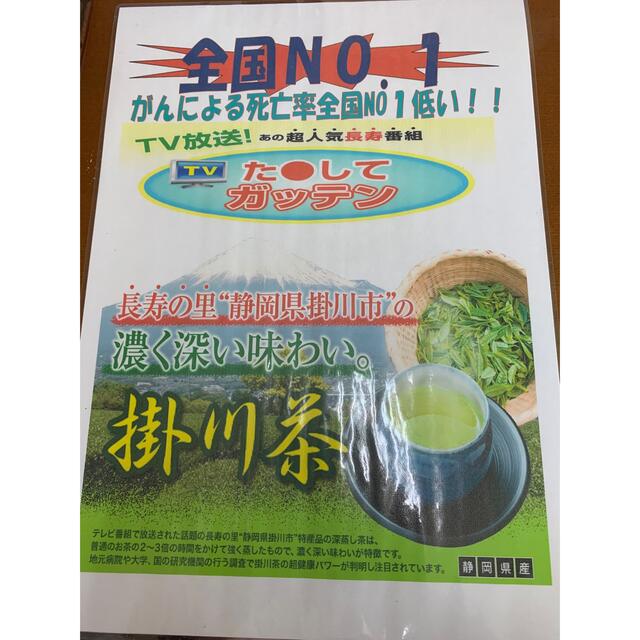 全国NO.1
がんによる死亡率全国NO1低い！！
TV放送！あの超人気長寿番組
TV
た●して
ガッテン
長寿の里“静岡県掛川市”の
濃く深い味わい。
掛川茶
テレビ番組で放送された話題の長寿の里“静岡県掛川市”特産品の深蒸し茶は、
普通のお茶の2〜3倍の時間をかけて強く蒸したもので、濃く深い味わいが特徴です。
地元病院や大学、国の研究機関の行う調査で掛川茶の超健康パワーが判明し注目されています。
静岡県産